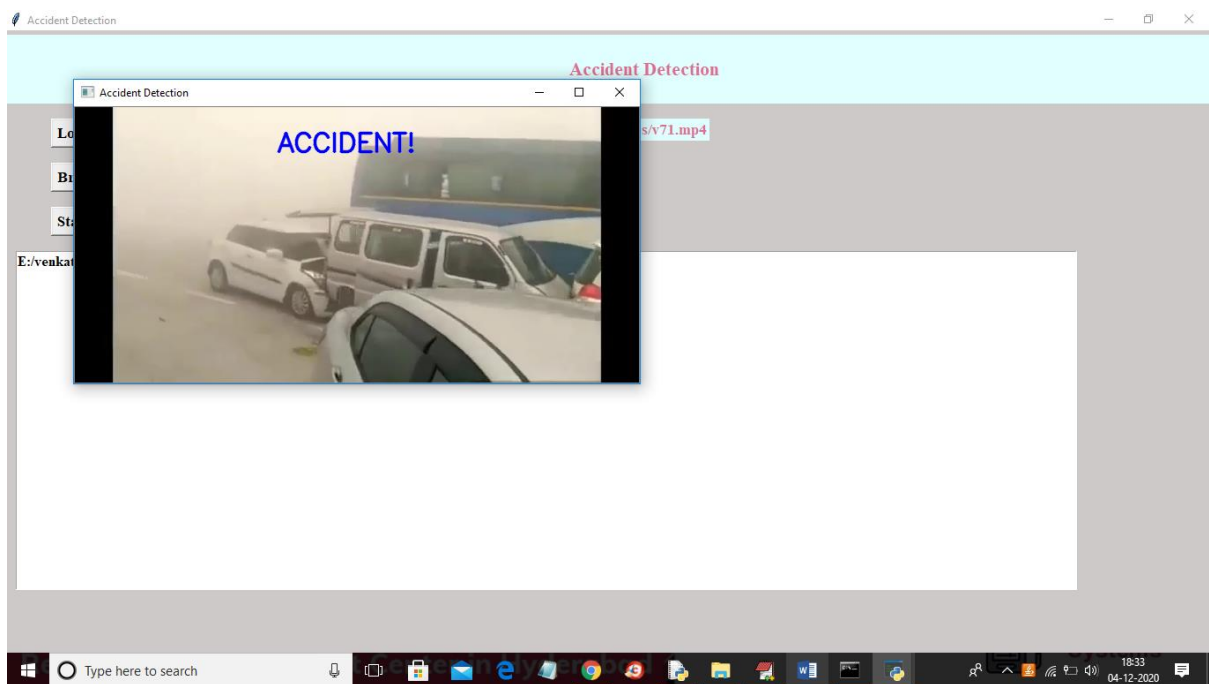 Accident Detection
Accident Detection
Accident Detection
ACCIDENT!
Lo
s/v71.mp4
Br
Sta
E:/venkat
Type here to search
18:33
04-12-2020